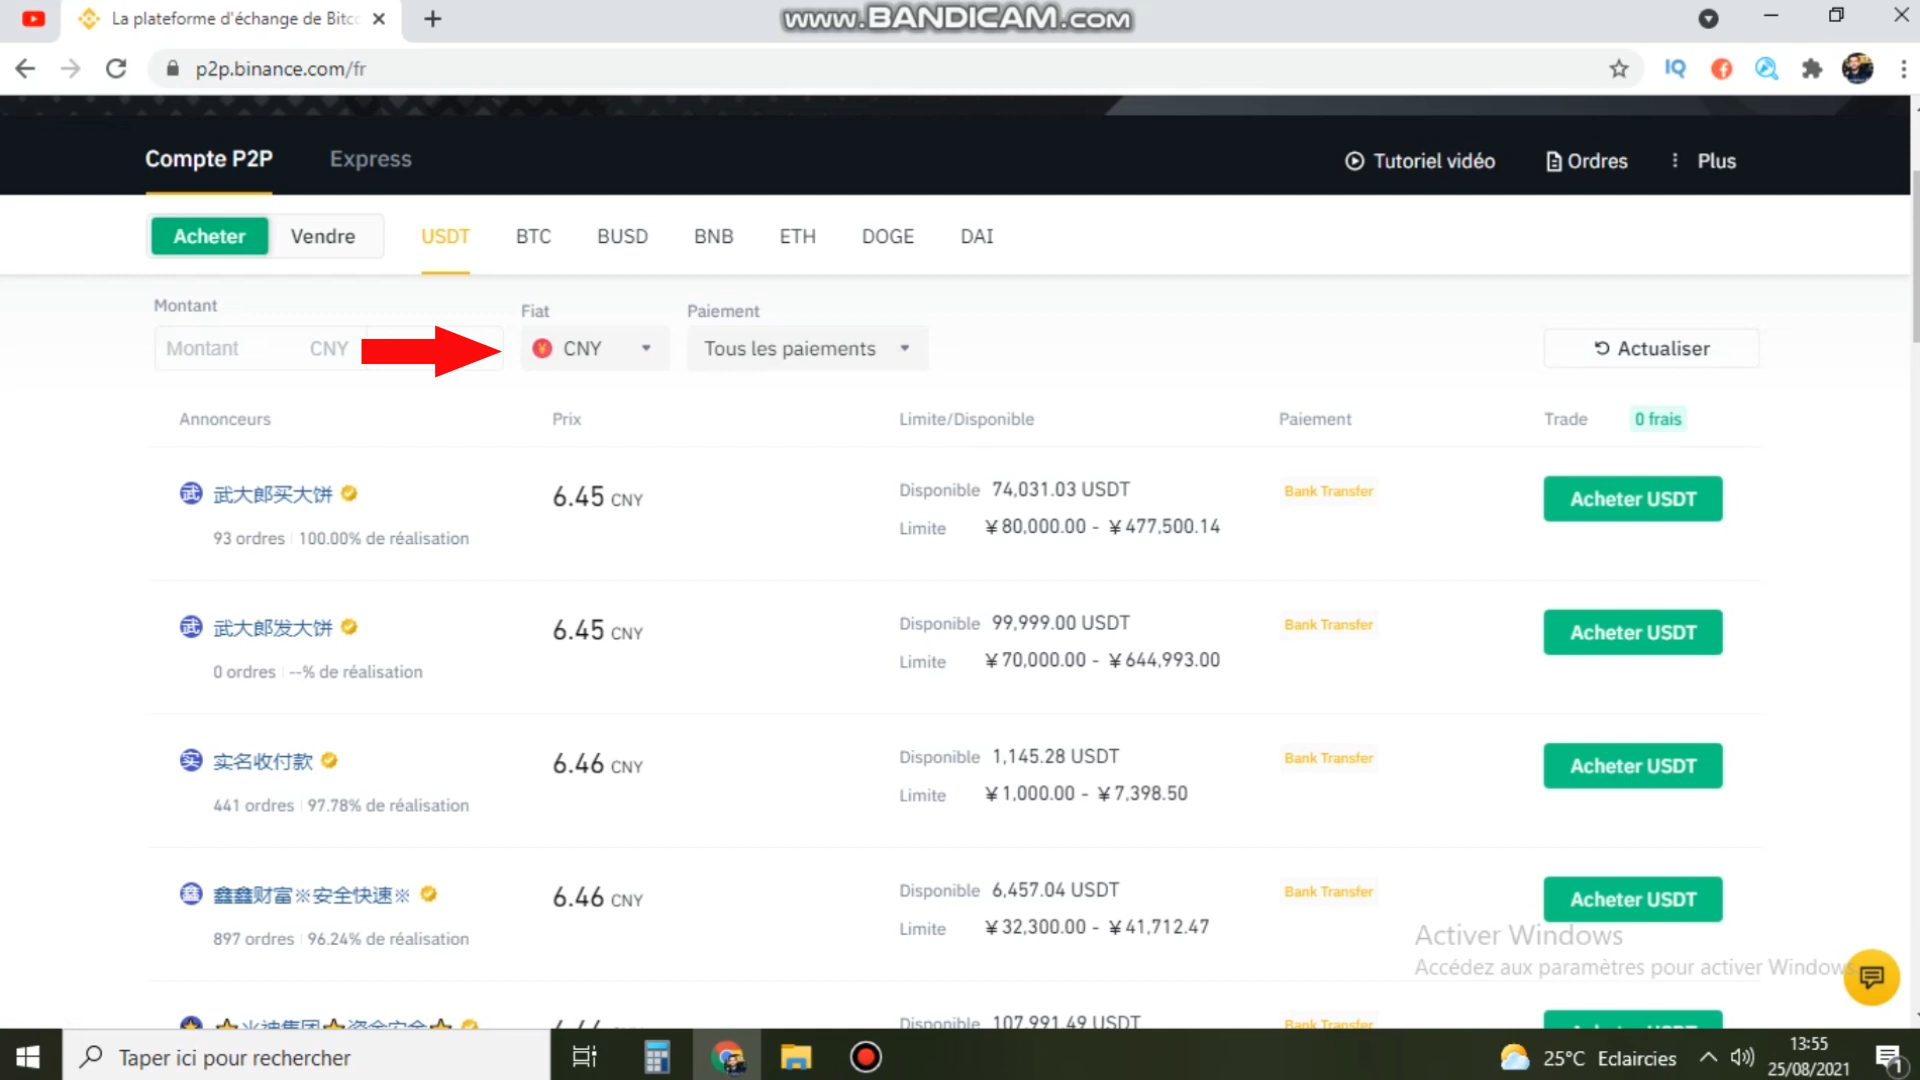 La plateforme d'échange de Bitc
www.BANDICAM.com
p2p.binance.com/fr
IQ
Compte P2P Express Tutoriel vidéo Ordres Plus
Acheter Vendre USDT BTC BUSD BNB ETH DOGE DAI
Montant Fiat Paiement
Montant CNY CNY Tous les paiements Actualiser
Annonceurs Prix Limite/Disponible Paiement Trade 0 frais
武 武大郎买大饼 6.45 CNY Disponible 74,031.03 USDT Bank Transfer Acheter USDT
93 ordres 100.00% de réalisation Limite ¥80,000.00 - ¥477,500.14
武 武大郎发大饼 6.45 CNY Disponible 99,999.00 USDT Bank Transfer Acheter USDT
0 ordres --% de réalisation Limite ¥70,000.00 - ¥644,993.00
实 实名收付款 6.46 CNY Disponible 1,145.28 USDT Bank Transfer Acheter USDT
441 ordres 97.78% de réalisation Limite ¥1,000.00 - ¥7,398.50
鑫 鑫鑫财富※安全快速※ 6.46 CNY Disponible 6,457.04 USDT Bank Transfer Acheter USDT
897 ordres 96.24% de réalisation Limite ¥32,300.00 - ¥41,712.47
Activer Windows
Accédez aux paramètres pour activer Windows
Disponible 107,991.49 USDT Bank Transfer
Taper ici pour rechercher 25°C Eclaircies 13:55
25/08/2021 1